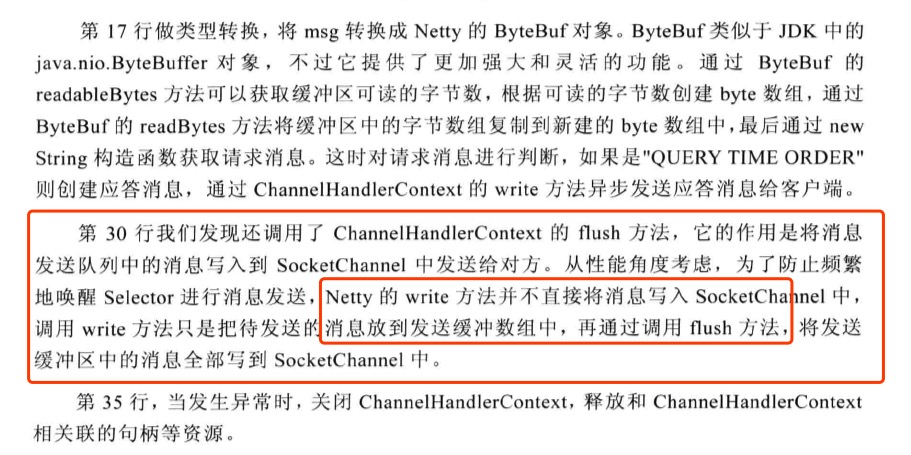 第 17 行做类型转换，将 msg 转换成 Netty 的 ByteBuf 对象。ByteBuf 类似于 JDK 中的
java.nio.ByteBuffer 对象，不过它提供了更加强大和灵活的功能。通过 ByteBuf 的
readableBytes 方法可以获取缓冲区可读的字节数，根据可读的字节数创建 byte 数组，通过
ByteBuf 的 readBytes 方法将缓冲区中的字节数组复制到新建的 byte 数组中，最后通过 new
String 构造函数获取请求消息。这时对请求消息进行判断，如果是"QUERY TIME ORDER"
则创建应答消息，通过 ChannelHandlerContext 的 write 方法异步发送应答消息给客户端。
第 30 行我们发现还调用了 ChannelHandlerContext 的 flush 方法，它的作用是将消息
发送队列中的消息写入到 SocketChannel 中发送给对方。从性能角度考虑，为了防止频繁
地唤醒 Selector 进行消息发送，Netty 的 write 方法并不直接将消息写入 SocketChannel 中，
调用 write 方法只是把待发送的消息放到发送缓冲数组中，再通过调用 flush 方法，将发送
缓冲区中的消息全部写到 SocketChannel 中。
第 35 行，当发生异常时，关闭 ChannelHandlerContext，释放和 ChannelHandlerContext
相关联的句柄等资源。